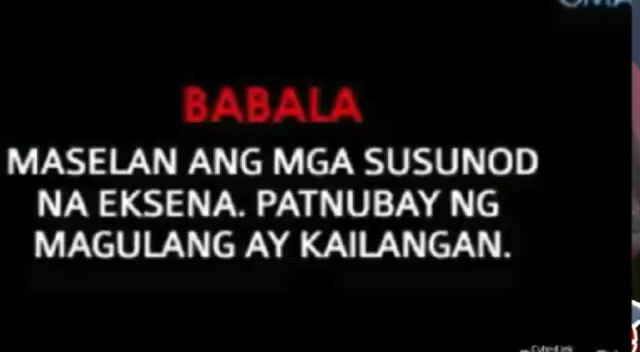 BABALA
MASELAN ANG MGA SUSUNOD
NA EKSENA. PATNUBAY NG
MAGULANG AY KAILANGAN.